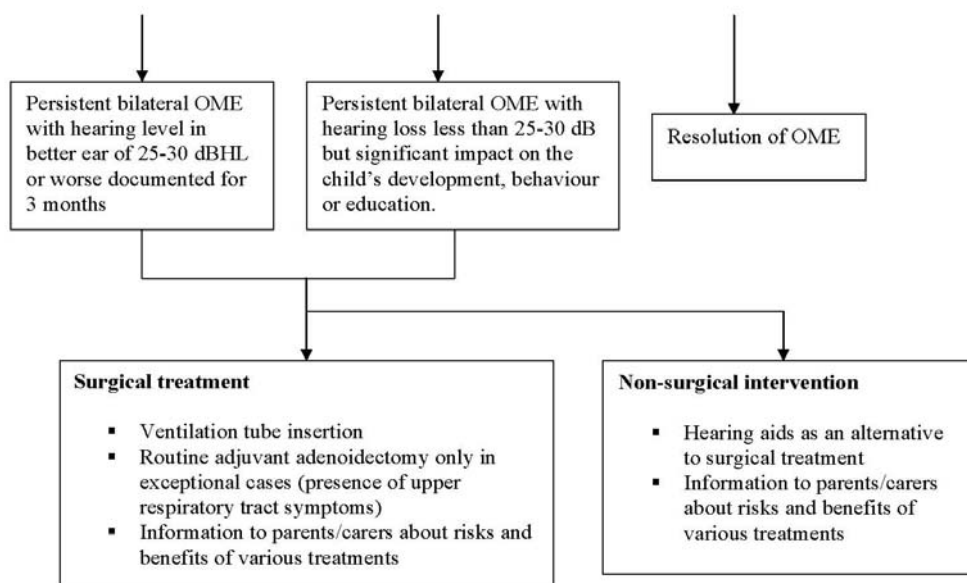 Persistent bilateral OME
with hearing level in
better ear of 25-30 dBHL
or worse documented for
3 months
Persistent bilateral OME with
hearing loss less than 25-30 dB
but significant impact on the
child's development, behaviour
or education.
Resolution of OME
Surgical treatment
▪ Ventilation tube insertion
▪ Routine adjuvant adenoidectomy only in
exceptional cases (presence of upper
respiratory tract symptoms)
▪ Information to parents/carers about risks and
benefits of various treatments
Non-surgical intervention
▪ Hearing aids as an alternative
to surgical treatment
▪ Information to parents/carers
about risks and benefits of
various treatments